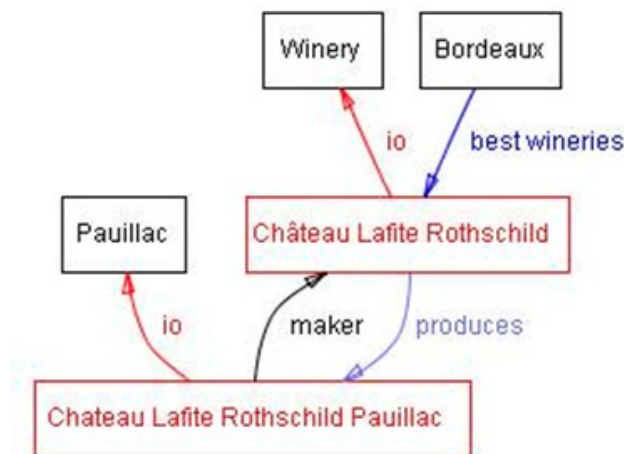 Winery
Bordeaux
io
best wineries
Pauillac
Château Lafite Rothschild
io
maker
produces
Chateau Lafite Rothschild Pauillac